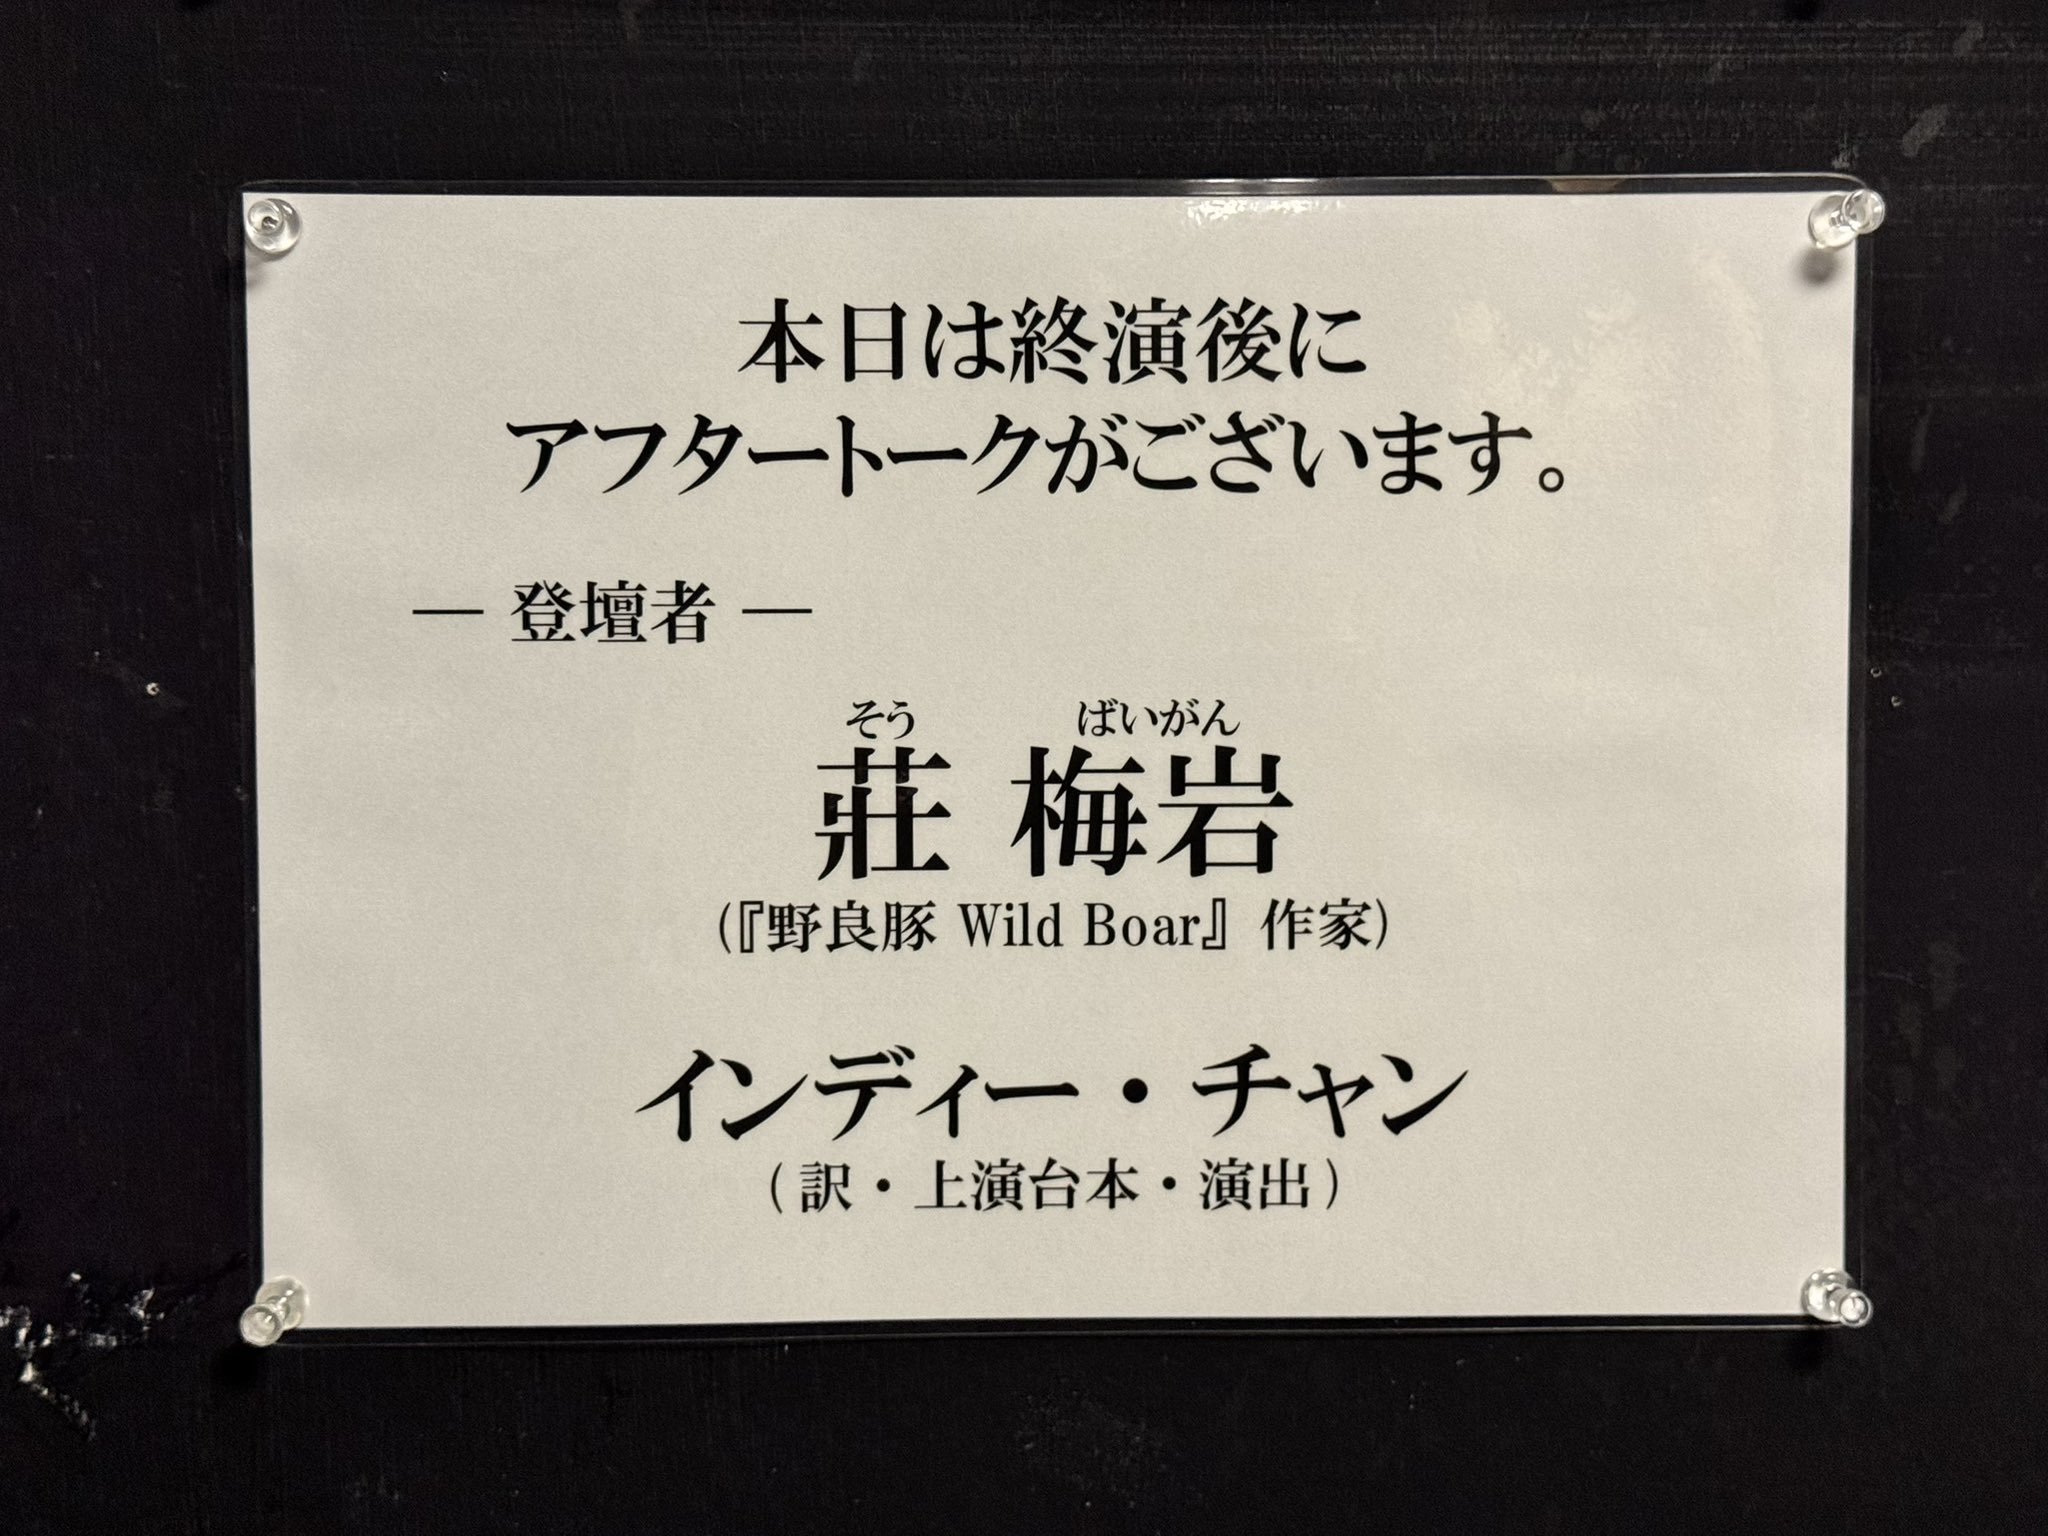 本日は終演後に
アフタートークがございます。
― 登壇者 ―
そう ばいがん
莊 梅岩
(『野良豚 Wild Boar』作家)
インディー・チャン
(訳・上演台本・演出)